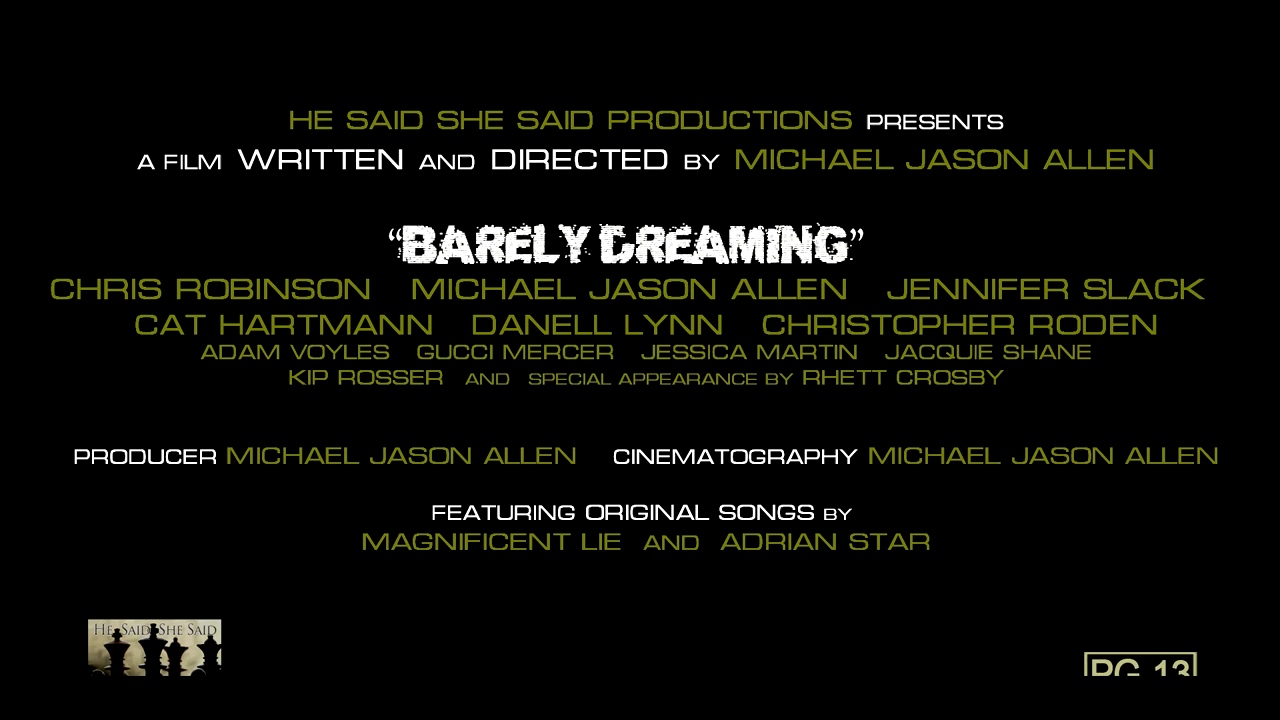 HE SAID SHE SAID PRODUCTIONS PRESENTS
A FILM WRITTEN AND DIRECTED BY MICHAEL JASON ALLEN
“BARELY DREAMING”
CHRIS ROBINSON MICHAEL JASON ALLEN JENNIFER SLACK
CAT HARTMANN DANELL LYNN CHRISTOPHER RODEN
ADAM VOYLES GUCCI MERCER JESSICA MARTIN JACQUIE SHANE
KIP ROSSER AND SPECIAL APPEARANCE BY RHETT CROSBY
PRODUCER MICHAEL JASON ALLEN CINEMATOGRAPHY MICHAEL JASON ALLEN
FEATURING ORIGINAL SONGS BY
MAGNIFICENT LIE AND ADRIAN STAR
HE SAID SHE SAID
PG 13